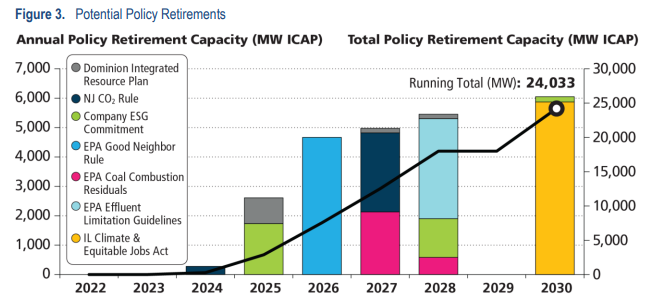 Figure 3. Potential Policy Retirements
Annual Policy Retirement Capacity (MW ICAP)
Total Policy Retirement Capacity (MW ICAP)
7,000
6,000
5,000
4,000
3,000
2,000
1,000
0
Dominion Integrated
Resource Plan
NJ CO₂ Rule
Company ESG
Commitment
EPA Good Neighbor
Rule
EPA Coal Combustion
Residuals
EPA Effluent
Limitation Guidelines
IL Climate &
Equitable Jobs Act
Running Total (MW): 24,033
30,000
25,000
20,000
15,000
10,000
5,000
0
2022 2023 2024 2025 2026 2027 2028 2029 2030